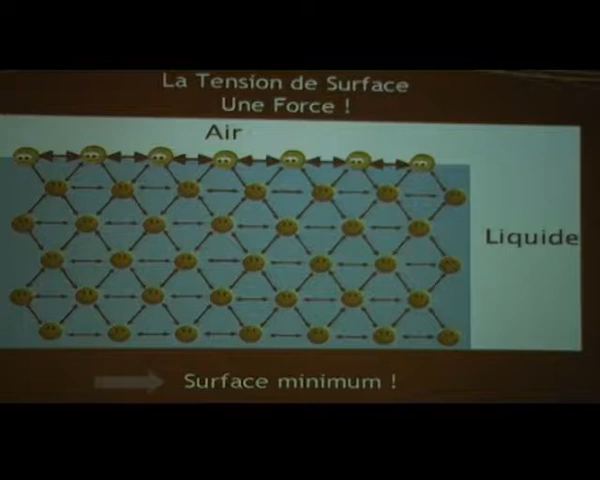 La Tension de Surface
Une Force !
Air
Liquide
Surface minimum !